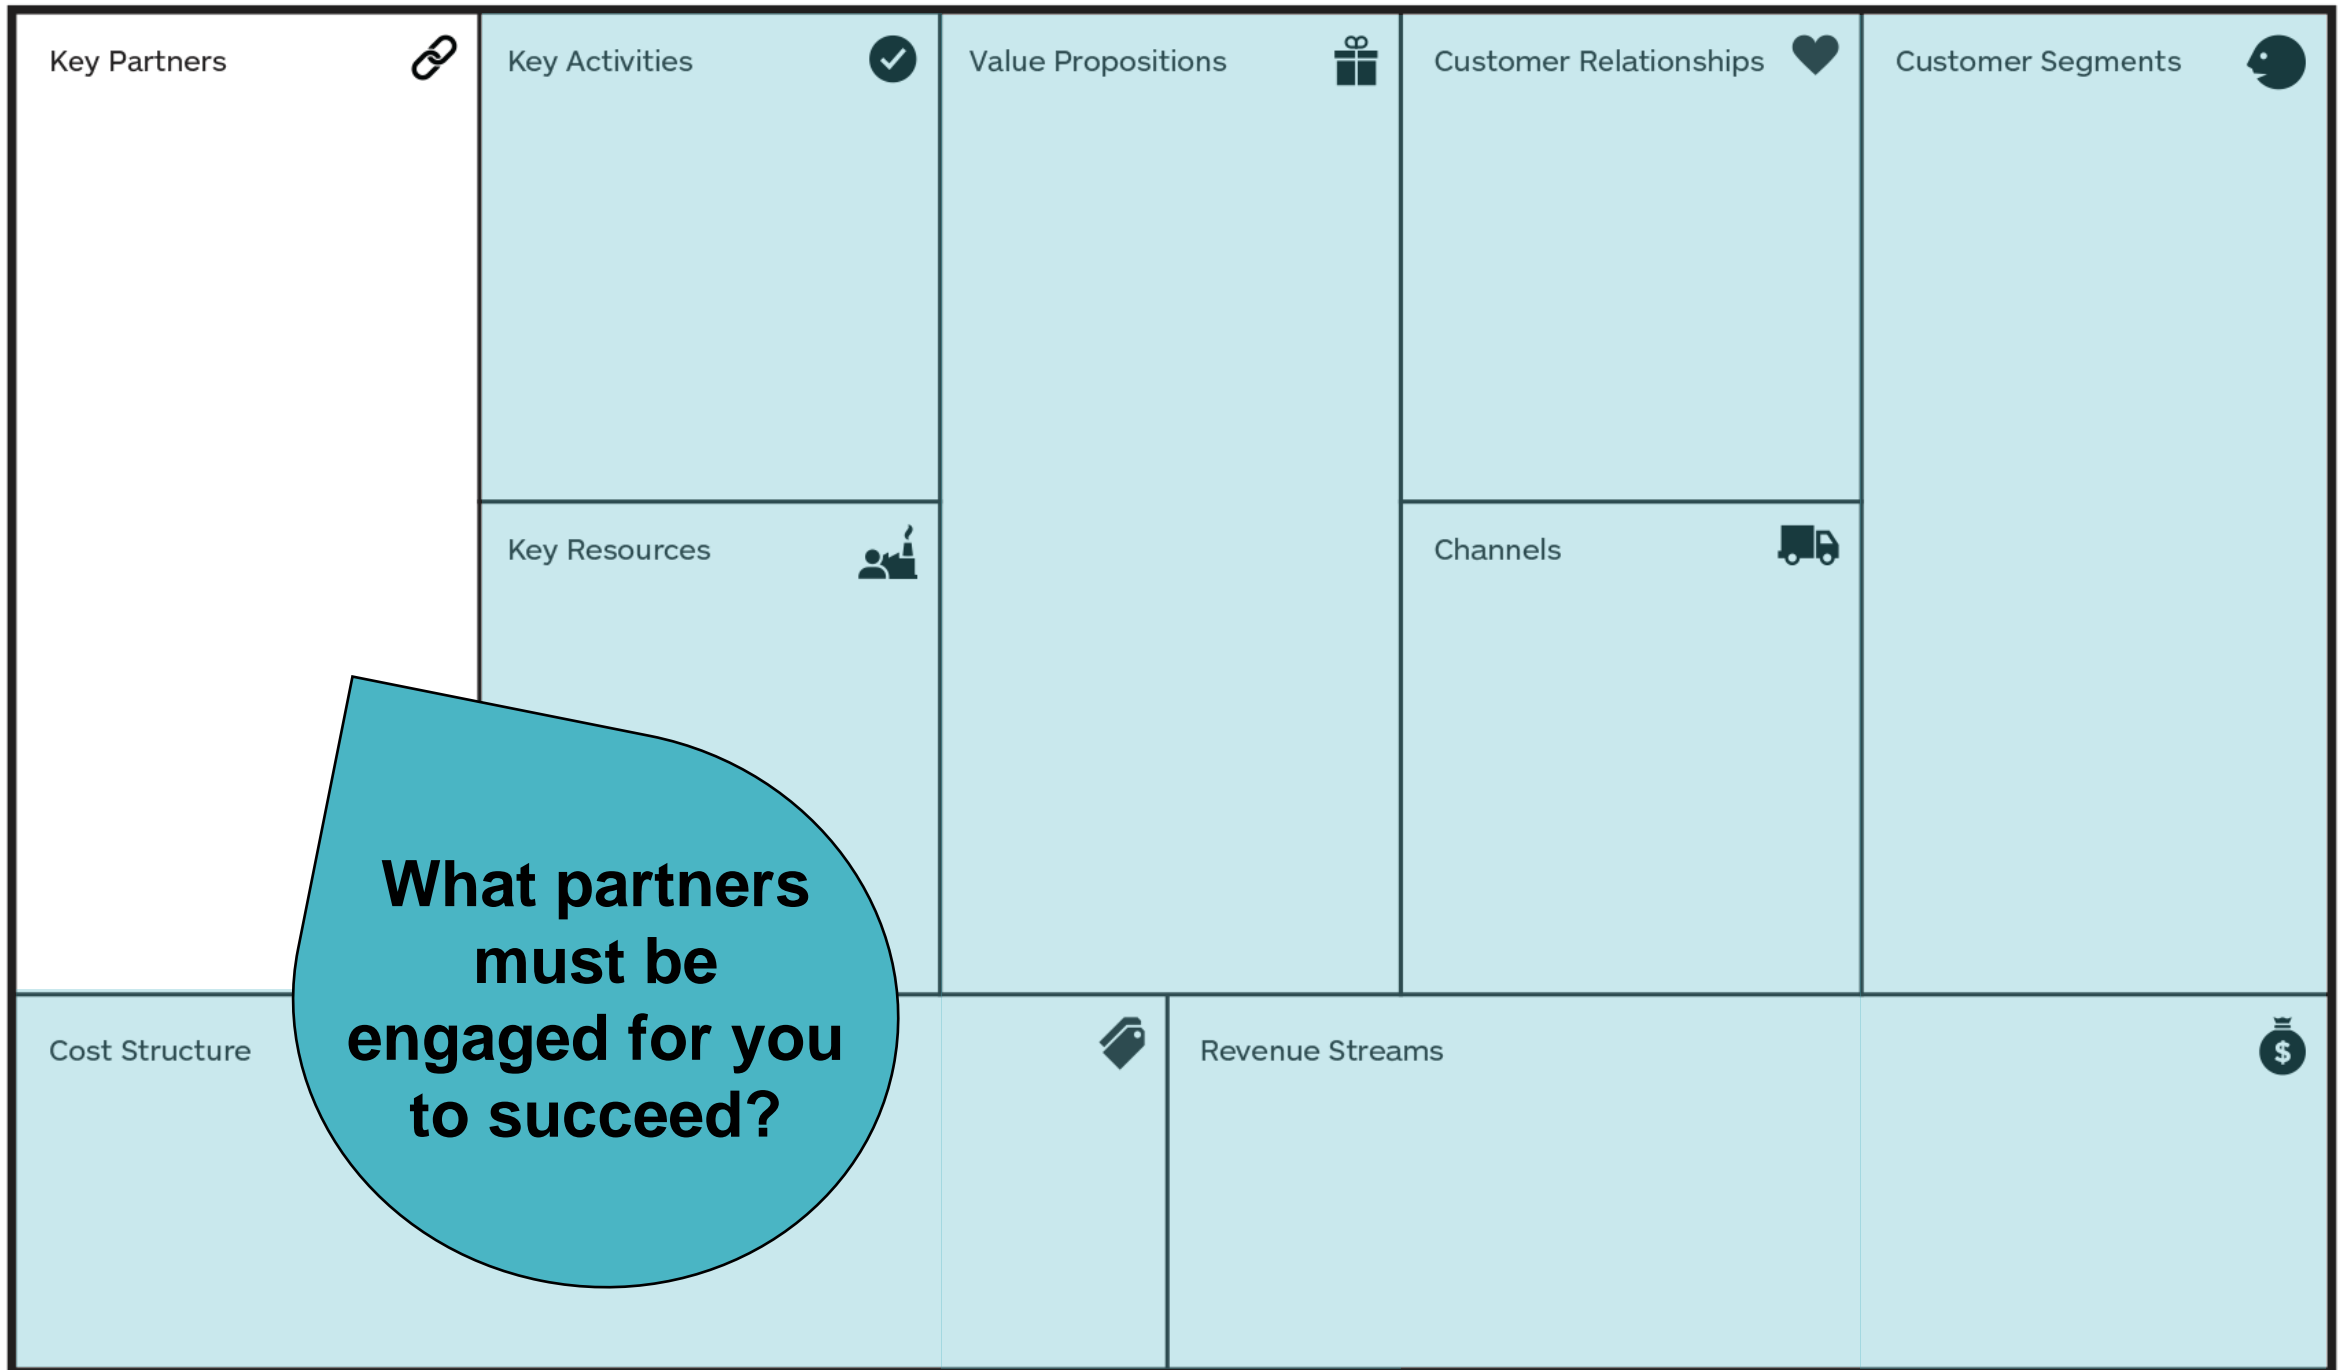 Key Partners
Key Activities
Value Propositions
Customer Relationships
Customer Segments
Key Resources
Channels
What partners
must be
engaged for you
to succeed?
Cost Structure
Revenue Streams
$